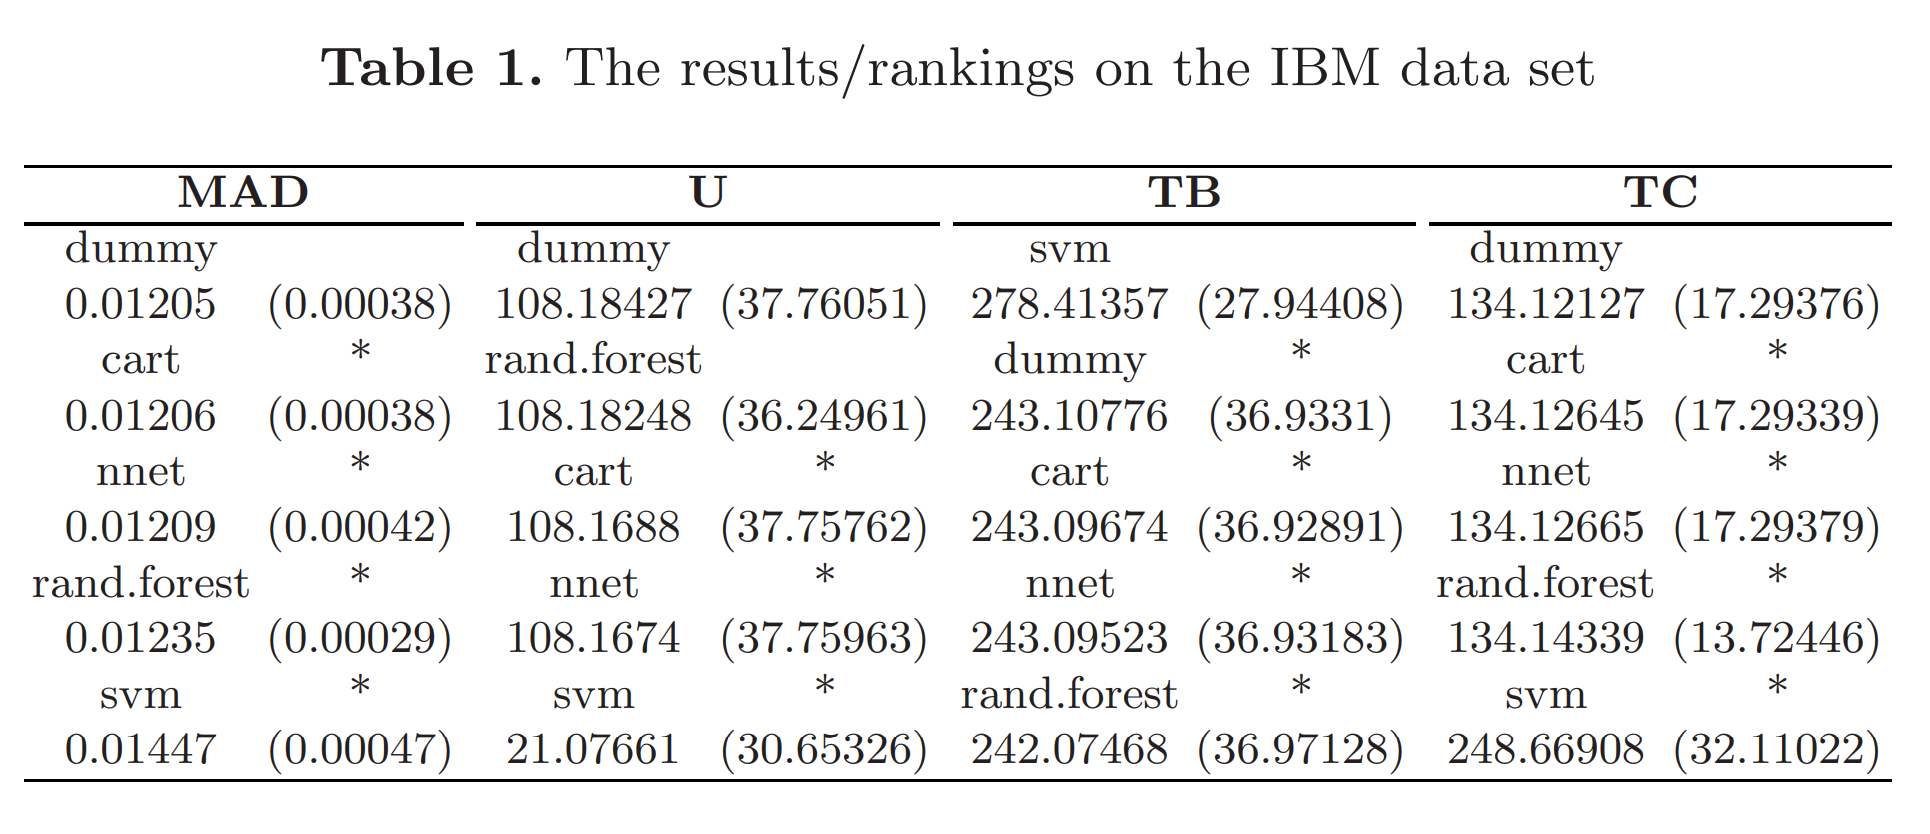 Table 1. The results/rankings on the IBM data set
MAD U TB TC
dummy dummy svm dummy
0.01205 (0.00038) 108.18427 (37.76051) 278.41357 (27.94408) 134.12127 (17.29376)
cart * rand.forest dummy * cart *
0.01206 (0.00038) 108.18248 (36.24961) 243.10776 (36.9331) 134.12645 (17.29339)
nnet * cart * cart * nnet *
0.01209 (0.00042) 108.1688 (37.75762) 243.09674 (36.92891) 134.12665 (17.29379)
rand.forest * nnet * nnet * rand.forest *
0.01235 (0.00029) 108.1674 (37.75963) 243.09523 (36.93183) 134.14339 (13.72446)
svm * svm * rand.forest * svm *
0.01447 (0.00047) 21.07661 (30.65326) 242.07468 (36.97128) 248.66908 (32.11022)